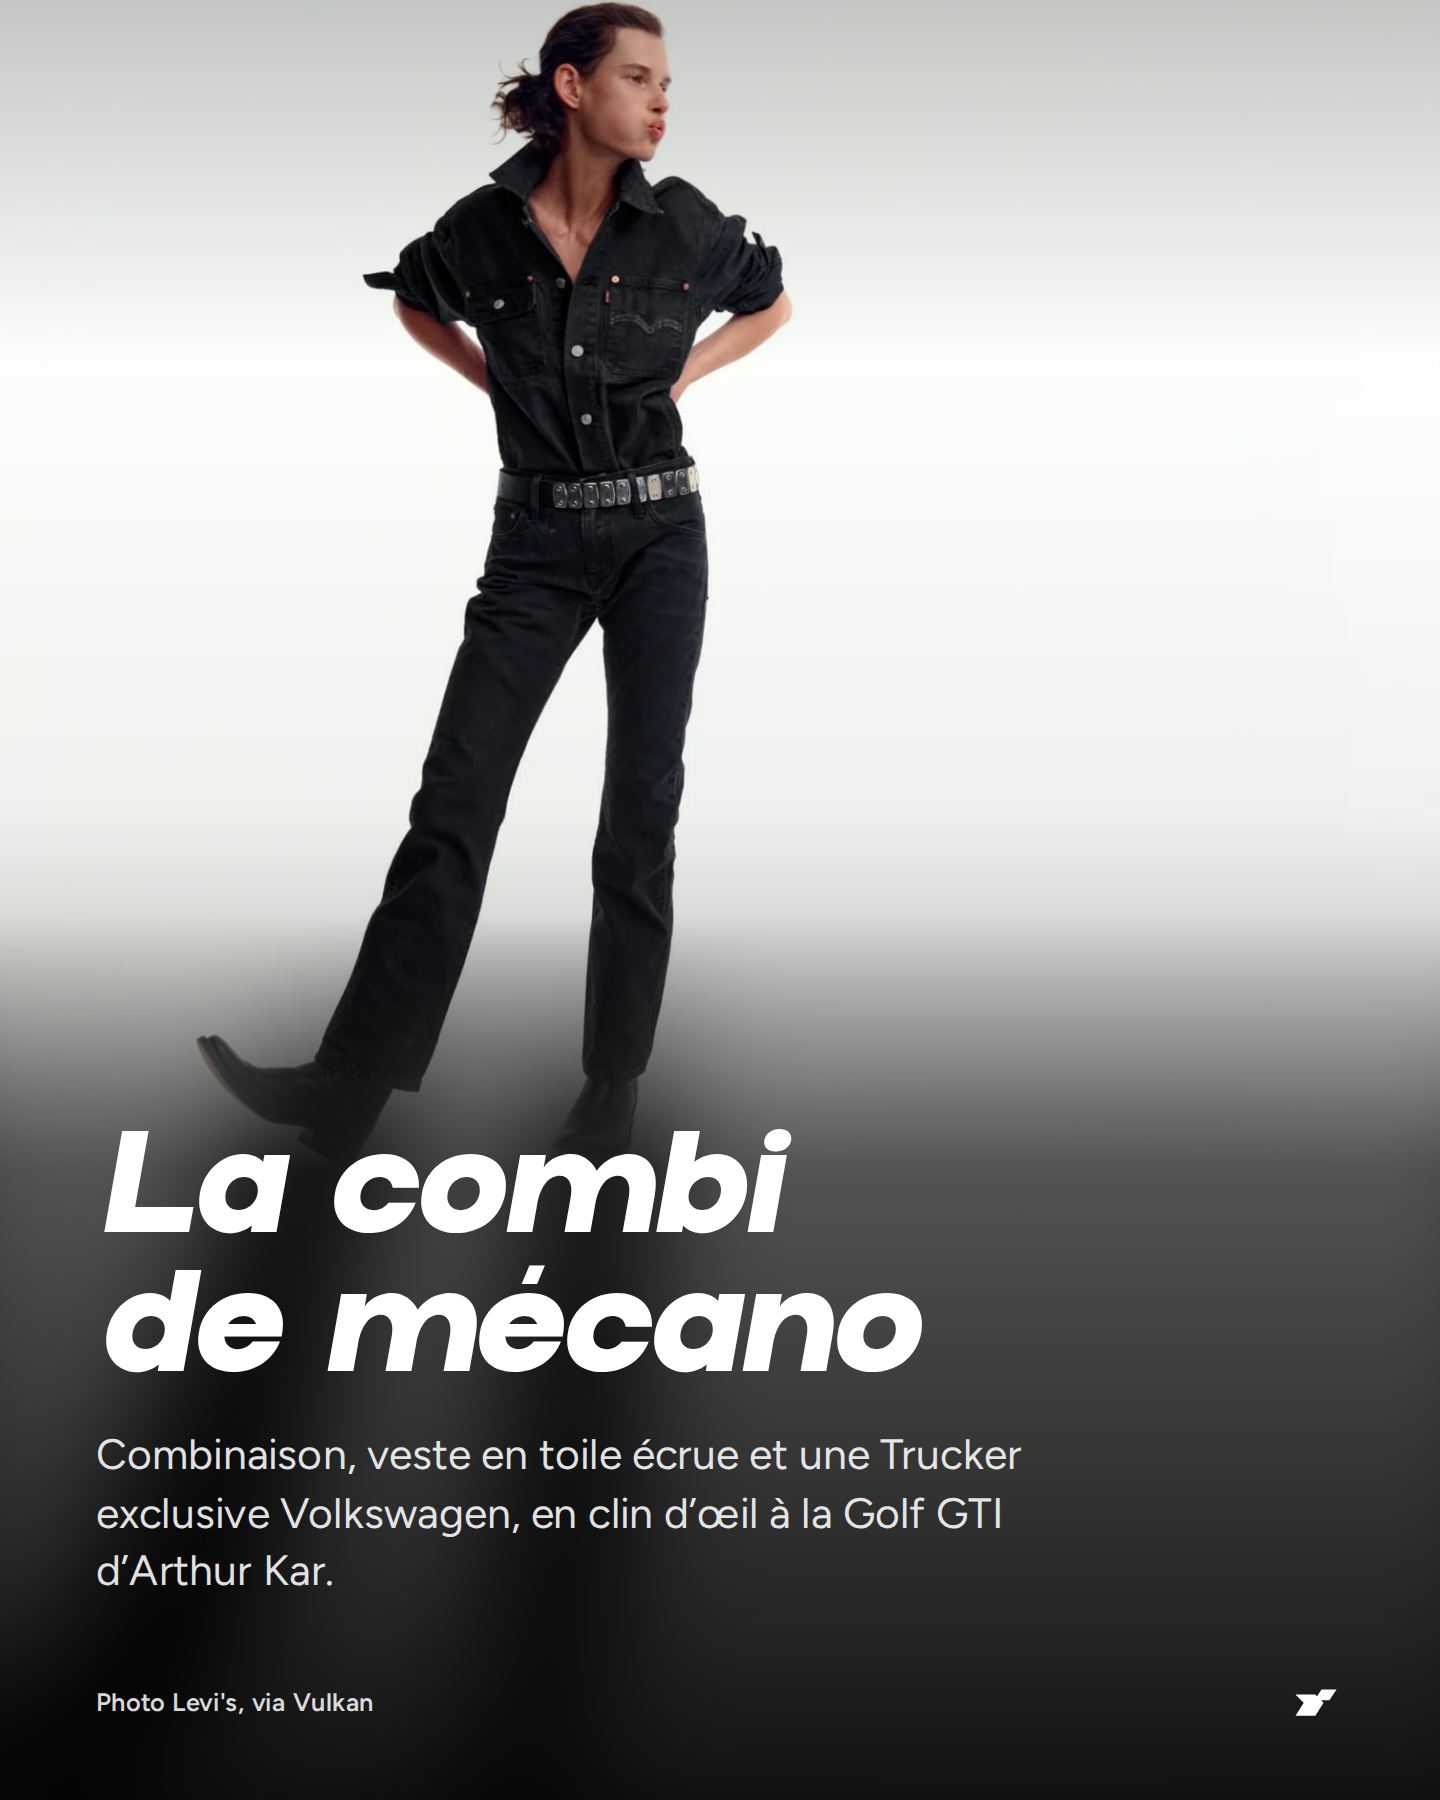 La combi
de mécano
Combinaison, veste en toile écrue et une Trucker
exclusive Volkswagen, en clin d’œil à la Golf GTI
d’Arthur Kar.
Photo Levi's, via Vulkan